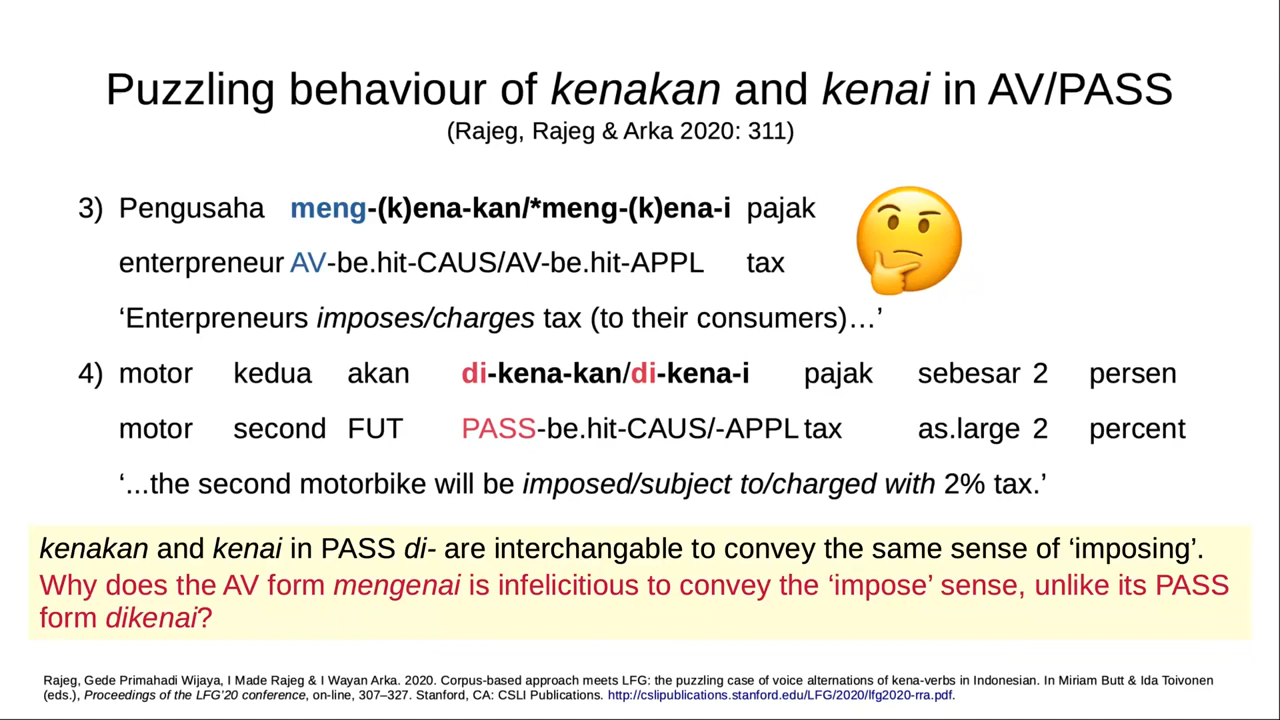 Puzzling behaviour of kenakan and kenai in AV/PASS
(Rajeg, Rajeg & Arka 2020: 311)
3) Pengusaha meng-(k)ena-kan/*meng-(k)ena-i pajak
enterpreneur AV-be.hit-CAUS/AV-be.hit-APPL tax
‘Enterpreneurs imposes/charges tax (to their consumers)…’
4) motor kedua akan di-kena-kan/di-kena-i pajak sebesar 2 persen
motor second FUT PASS-be.hit-CAUS/-APPL tax as.large 2 percent
‘...the second motorbike will be imposed/subject to/charged with 2% tax.’
kenakan and kenai in PASS di- are interchangable to convey the same sense of ‘imposing’.
Why does the AV form mengenai is infelicitious to convey the ‘impose’ sense, unlike its PASS
form dikenai?
Rajeg, Gede Primahadi Wijaya, I Made Rajeg & I Wayan Arka. 2020. Corpus-based approach meets LFG: the puzzling case of voice alternations of kena-verbs in Indonesian. In Miriam Butt & Ida Toivonen
(eds.), Proceedings of the LFG’20 conference, on-line, 307–327. Stanford, CA: CSLI Publications. http://cslipublications.stanford.edu/LFG/2020/lfg2020-rra.pdf.